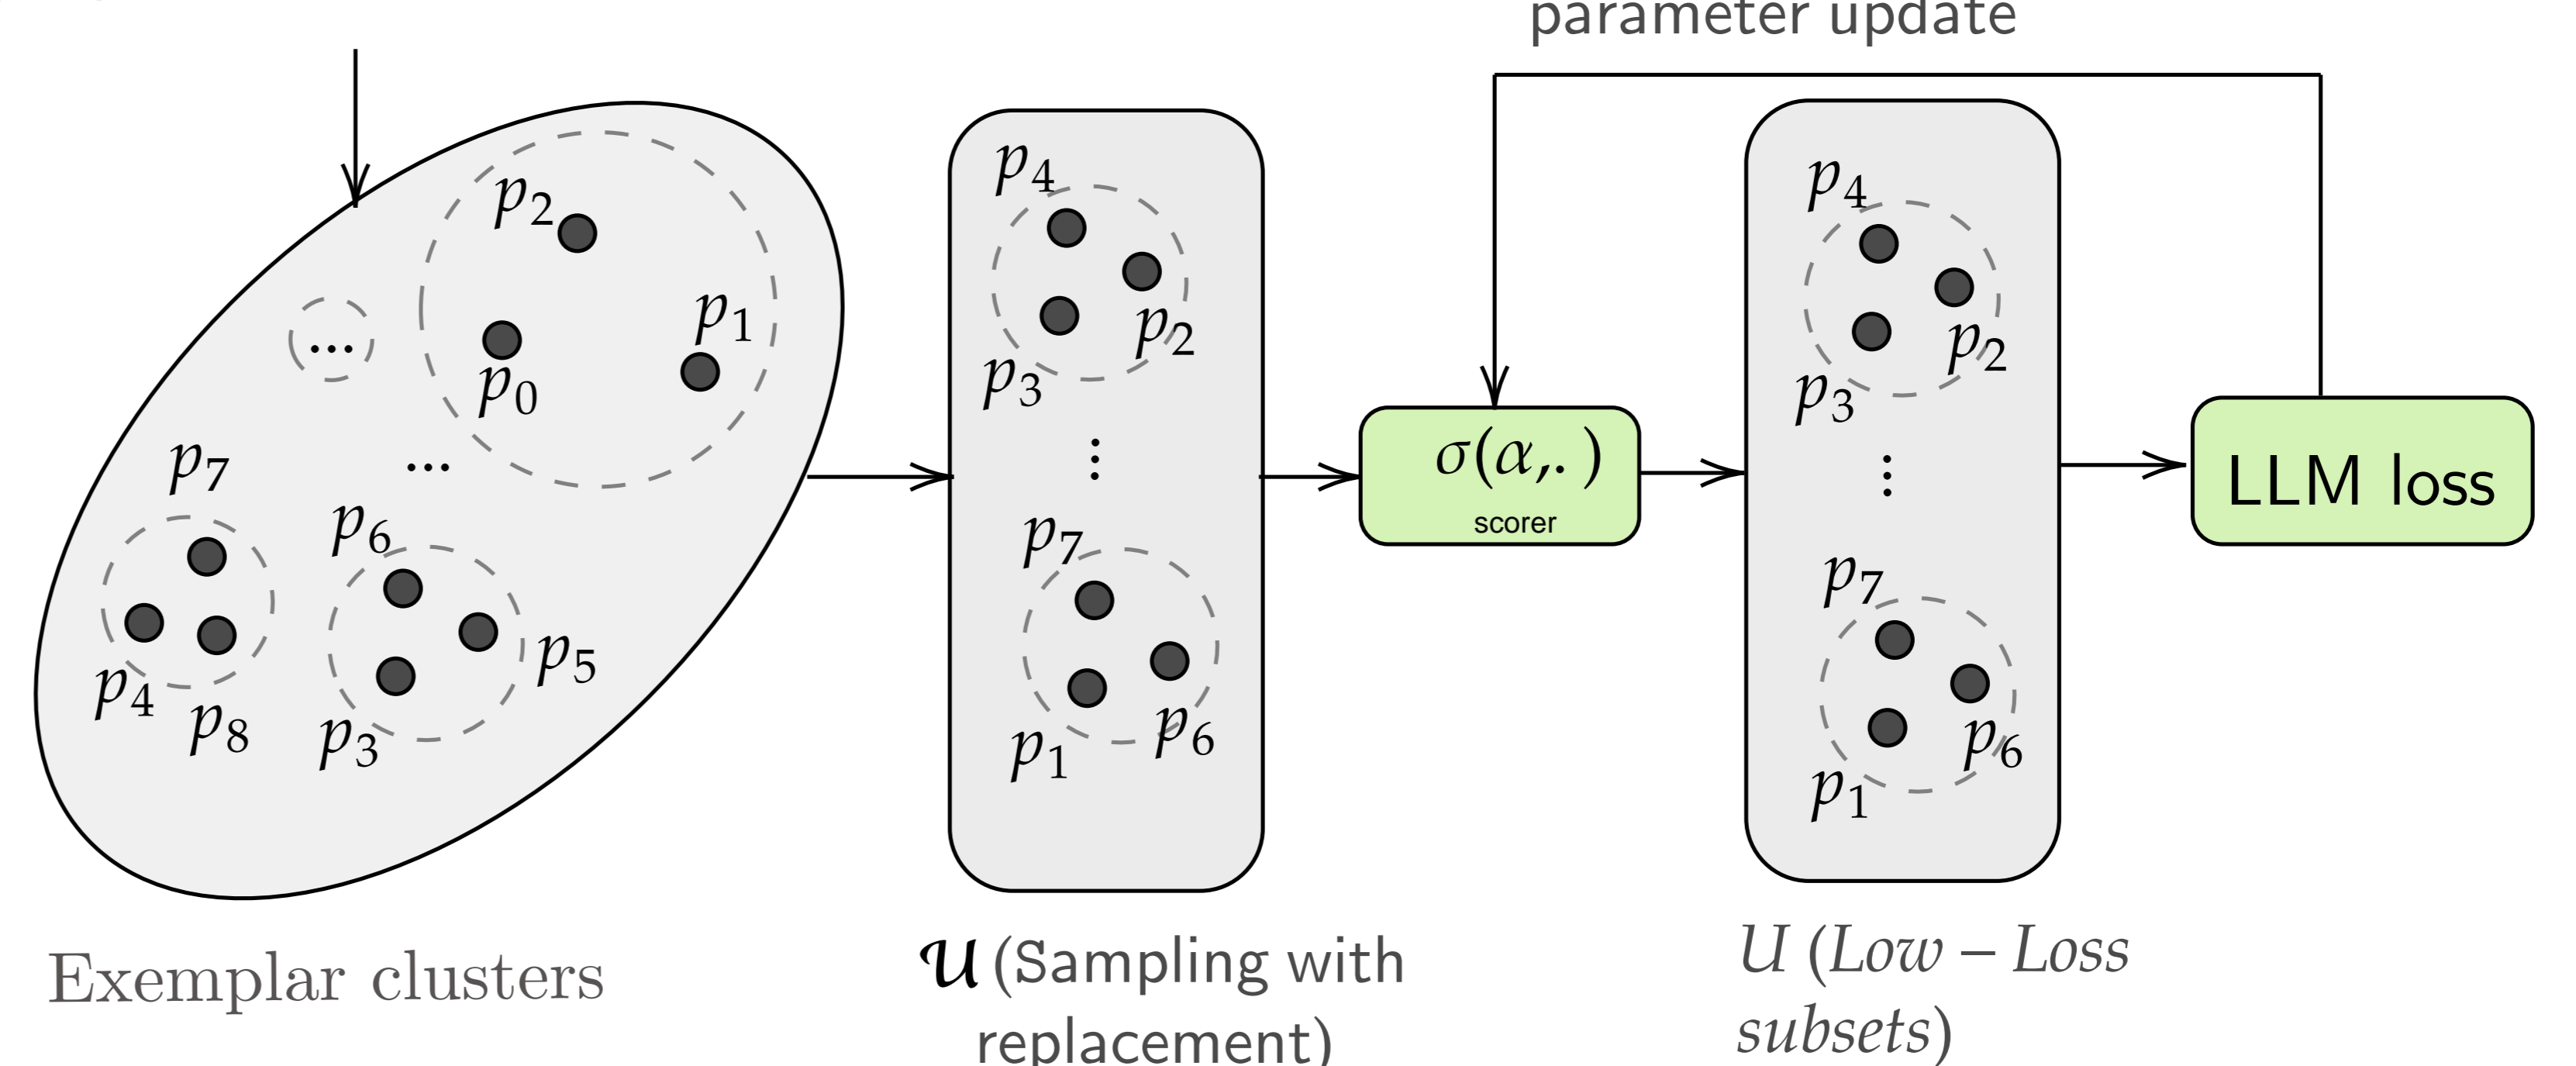 parameter update
p2
p1
...
p0
p7
...
p6
p5
p4
p8
p3
Exemplar clusters
p4
p2
p3
⋮
p7
p1
p6
𝒰 (Sampling with
replacement)
σ(α,.)
scorer
p4
p2
p3
⋮
p7
p6
p1
U (Low – Loss
subsets)
LLM loss